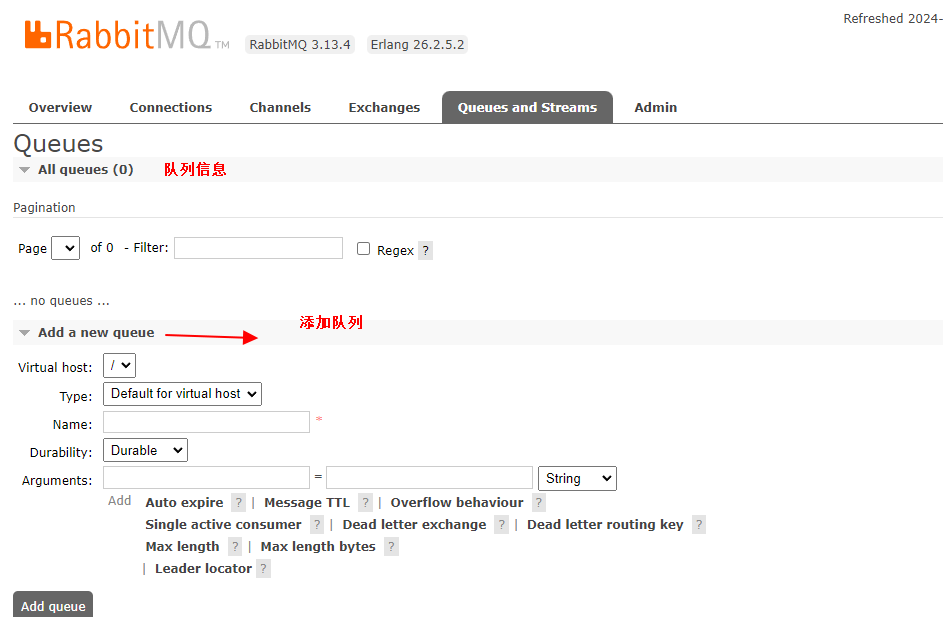 Refreshed 2024-
RabbitMQ TM RabbitMQ 3.13.4 Erlang 26.2.5.2
Overview Connections Channels Exchanges Queues and Streams Admin
Queues
All queues (0) 队列信息
Pagination
Page of 0 - Filter: Regex ?
... no queues ...
添加队列
Add a new queue
Virtual host: /
Type: Default for virtual host
Name: *
Durability: Durable
Arguments: = String
Add Auto expire ? | Message TTL ? | Overflow behaviour ?
Single active consumer ? | Dead letter exchange ? | Dead letter routing key ?
Max length ? | Max length bytes ?
| Leader locator ?
Add queue